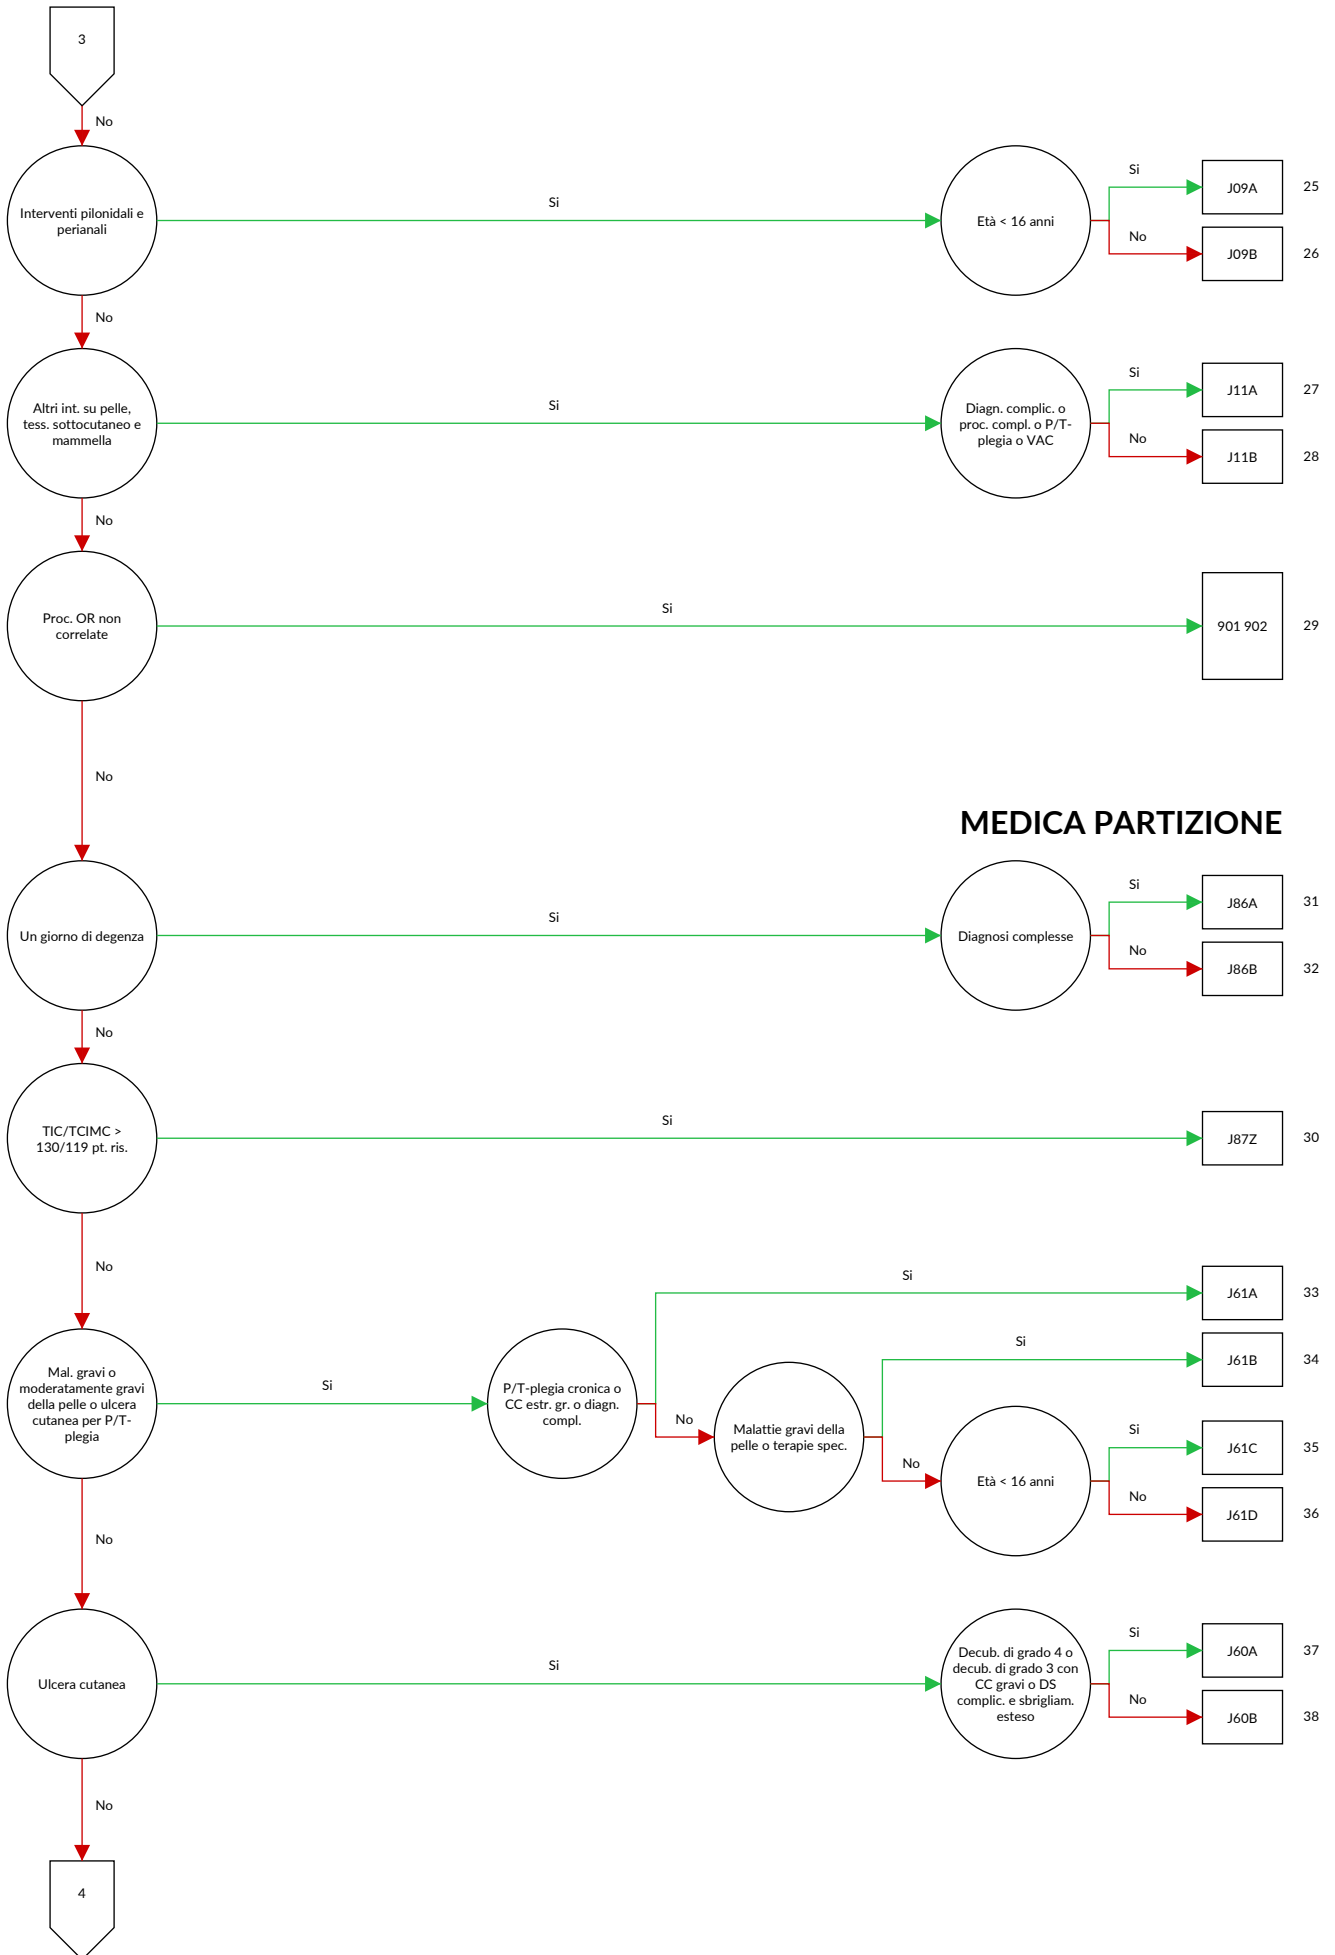 3
No
Interventi pilonidali e
perianali
Si
Età < 16 anni
Si
J09A
25
No
J09B
26
No
Altri int. su pelle,
tess. sottocutaneo e
mammella
Si
Diagn. complic. o
proc. compl. o P/T-
plegia o VAC
Si
J11A
27
No
J11B
28
No
Proc. OR non
correlate
Si
901 902
29
No
MEDICA PARTIZIONE
Un giorno di degenza
Si
Diagnosi complesse
Si
J86A
31
No
J86B
32
No
TIC/TCIMC >
130/119 pt. ris.
Si
J87Z
30
No
Mal. gravi o
moderatamente gravi
della pelle o ulcera
cutanea per P/T-
plegia
Si
P/T-plegia cronica o
CC estr. gr. o diagn.
compl.
Si
J61A
33
No
Malattie gravi della
pelle o terapie spec.
Si
J61B
34
No
Età < 16 anni
Si
J61C
35
No
J61D
36
No
Ulcera cutanea
Si
Decub. di grado 4 o
decub. di grado 3 con
CC gravi o DS
complic. e sbrigliam.
esteso
Si
J60A
37
No
J60B
38
No
4